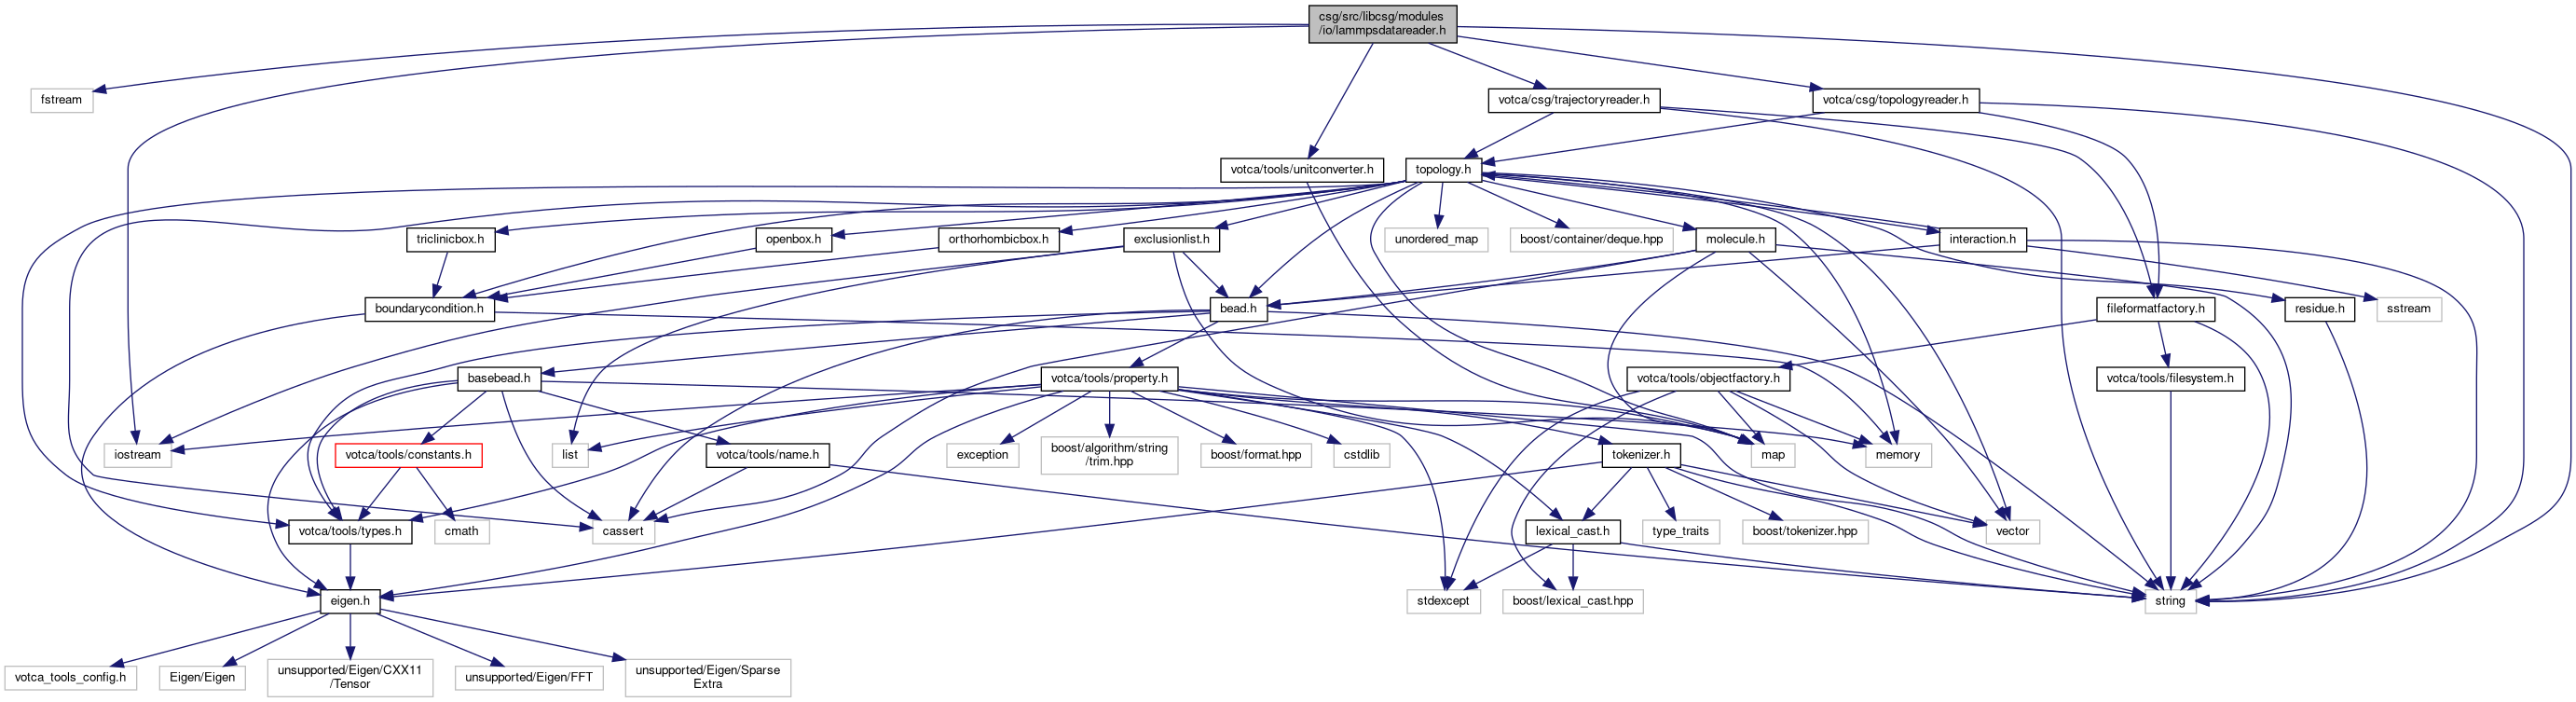 csg/src/libcsg/modules
/io/lammpsdatareader.h
fstream
votca/csg/trajectoryreader.h
votca/csg/topologyreader.h
votca/tools/unitconverter.h
topology.h
triclinicbox.h
openbox.h
orthorhombicbox.h
exclusionlist.h
unordered_map
boost/container/deque.hpp
molecule.h
interaction.h
boundarycondition.h
bead.h
fileformatfactory.h
residue.h
sstream
basebead.h
votca/tools/property.h
votca/tools/objectfactory.h
votca/tools/filesystem.h
iostream
votca/tools/constants.h
list
votca/tools/name.h
exception
boost/algorithm/string
/trim.hpp
boost/format.hpp
cstdlib
tokenizer.h
map
memory
votca/tools/types.h
cmath
cassert
lexical_cast.h
type_traits
boost/tokenizer.hpp
vector
eigen.h
stdexcept
boost/lexical_cast.hpp
string
votca_tools_config.h
Eigen/Eigen
unsupported/Eigen/CXX11
/Tensor
unsupported/Eigen/FFT
unsupported/Eigen/Sparse
Extra